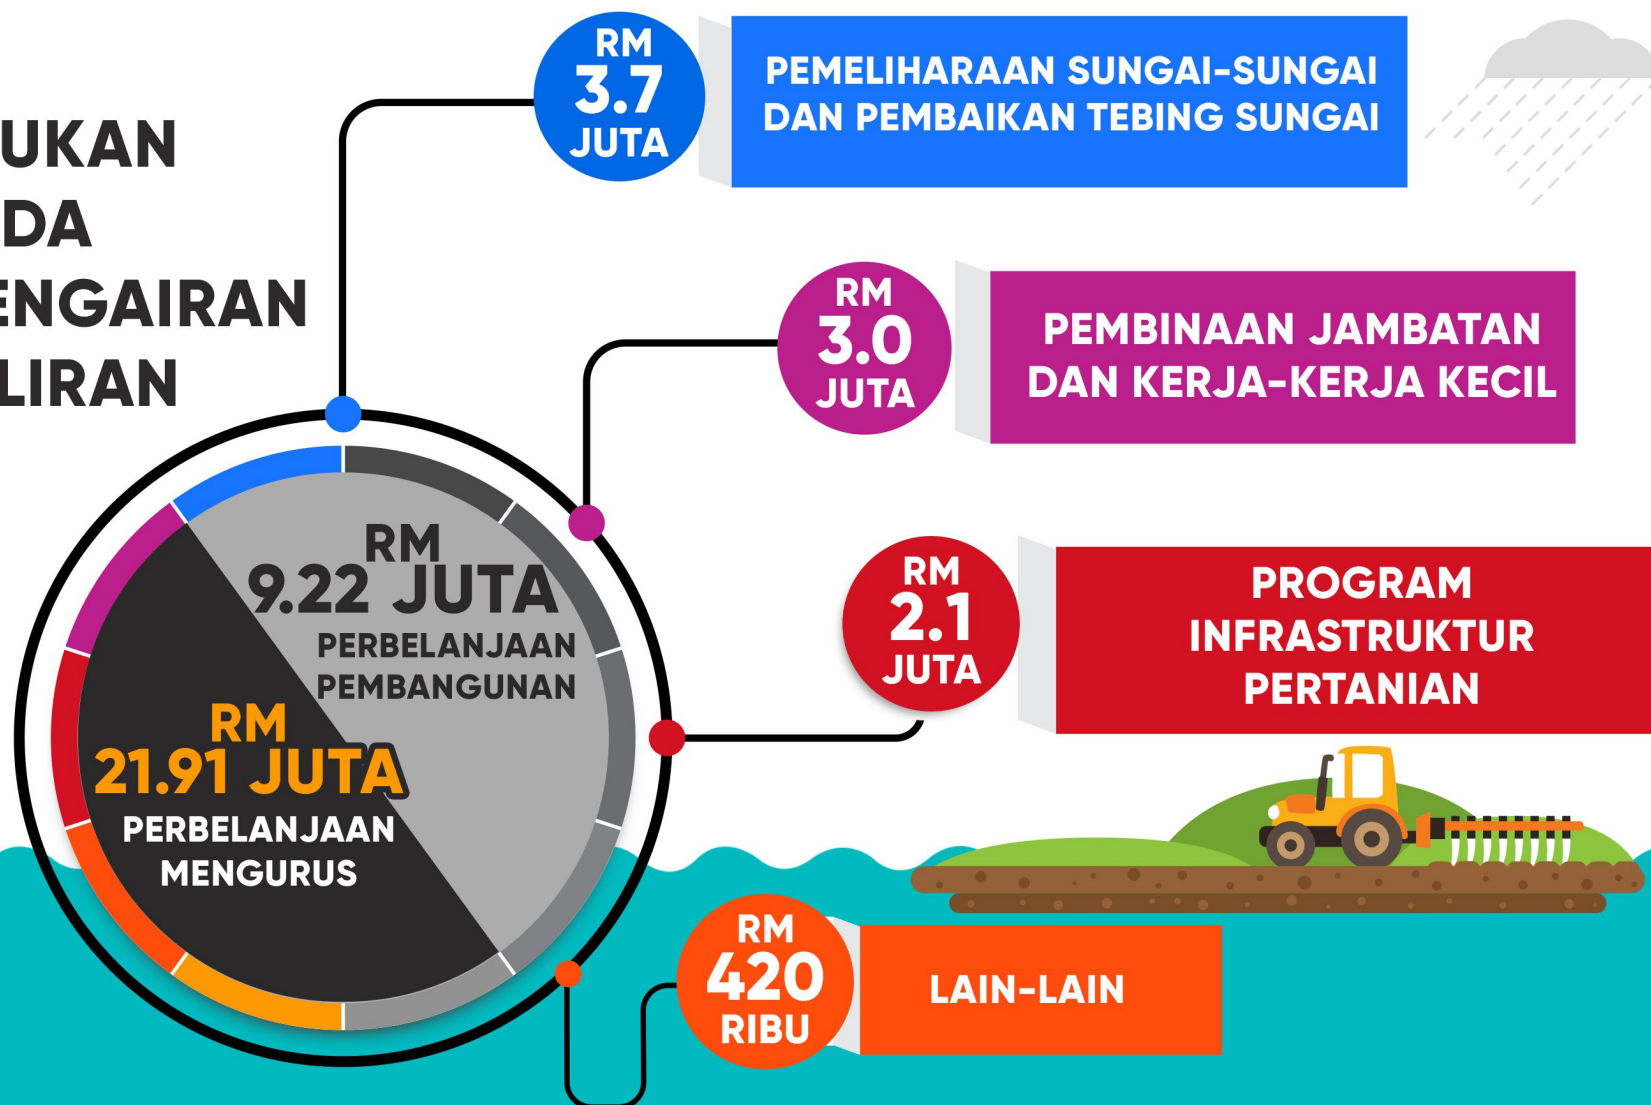 UKAN
DA
ENGAIRAN
LIRAN
RM
3.7
JUTA
PEMELIHARAAN SUNGAI-SUNGAI
DAN PEMBAIKAN TEBING SUNGAI
RM
3.0
JUTA
PEMBINAAN JAMBATAN
DAN KERJA-KERJA KECIL
RM
2.1
JUTA
PROGRAM
INFRASTRUKTUR
PERTANIAN
RM
9.22 JUTA
PERBELANJAAN
PEMBANGUNAN
RM
21.91 JUTA
PERBELANJAAN
MENGURUS
RM
420
RIBU
LAIN-LAIN